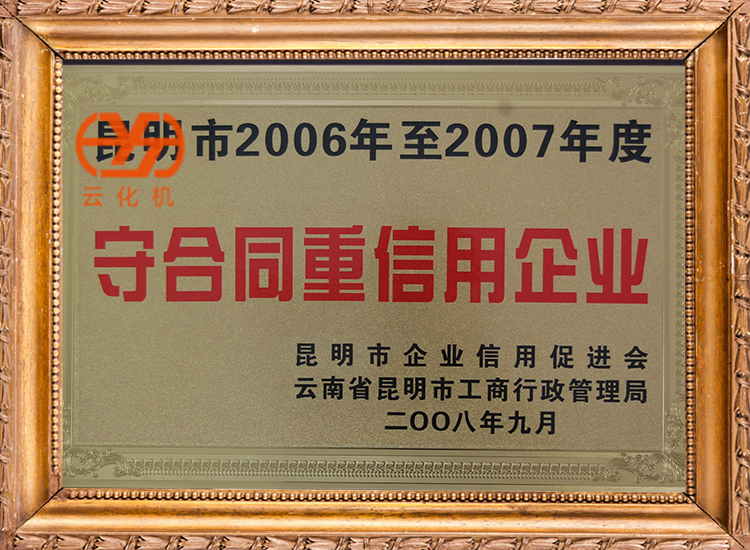 昆明市2006年至2007年度
云化机
守合同重信用企业
昆明市企业信用促进会
云南省昆明市工商行政管理局
二〇〇八年九月